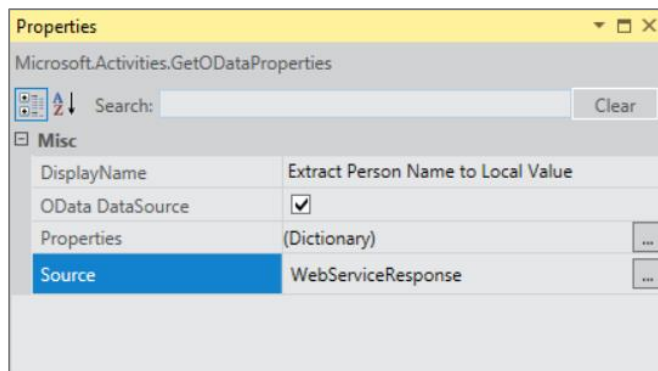 Properties
Microsoft.Activities.GetODataProperties
Search: Clear
Misc
DisplayName Extract Person Name to Local Value
OData DataSource
Properties (Dictionary) ...
Source WebServiceResponse ...